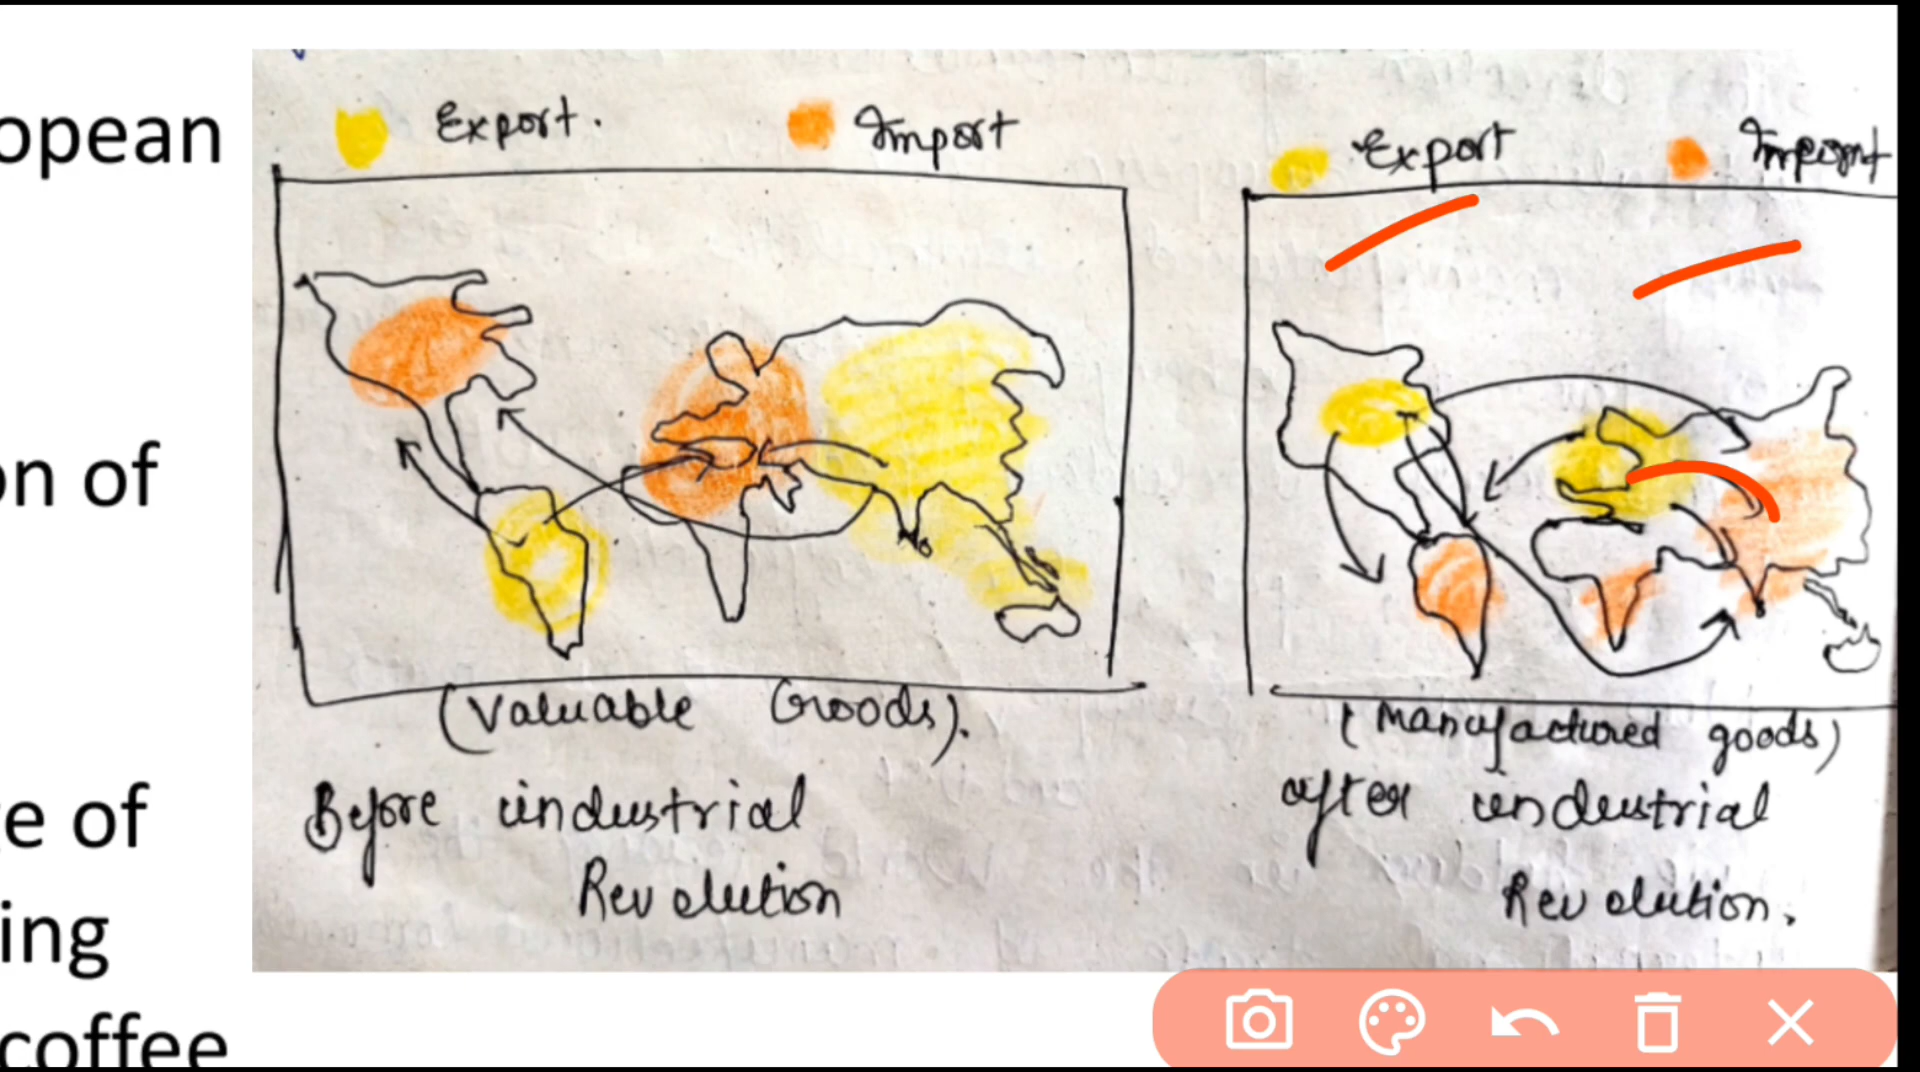 opean
on of
e of
ing
coffee
Export.
Import
(Valuable Goods).
Before industrial
Revolution
Export
Import
(Manufactured goods)
after industrial
Revolution.